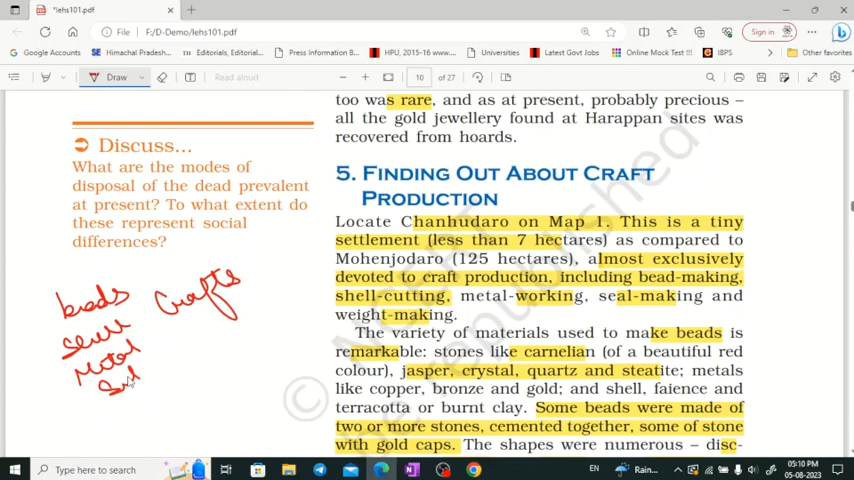 *lehs101.pdf
File
F:/D-Demo/lehs101.pdf
Sign in
Google Accounts
Himachal Pradesh...
Editorials, Editorial...
Press Information B...
HPU, 2015-16 www....
Universities
Latest Govt Jobs
Online Mock Test E...
IBPS
Other favorites
Draw
Read aloud
10 of 27
too was rare, and as at present, probably precious –
all the gold jewellery found at Harappan sites was
recovered from hoards.
Discuss...
What are the modes of
disposal of the dead prevalent
at present? To what extent do
these represent social
differences?
beads Crafts
Shell
Metal
5. FINDING OUT ABOUT CRAFT
PRODUCTION
Locate Chanhudaro on Map 1. This is a tiny
settlement (less than 7 hectares) as compared to
Mohenjodaro (125 hectares), almost exclusively
devoted to craft production, including bead-making,
shell-cutting, metal-working, seal-making and
weight-making.
The variety of materials used to make beads is
remarkable: stones like carnelian (of a beautiful red
colour), jasper, crystal, quartz and steatite; metals
like copper, bronze and gold; and shell, faience and
terracotta or burnt clay. Some beads were made of
two or more stones, cemented together, some of stone
with gold caps. The shapes were numerous – disc-
© NCERT
republished
Type here to search
EN
Rain...
05:10 PM
05-08-2023